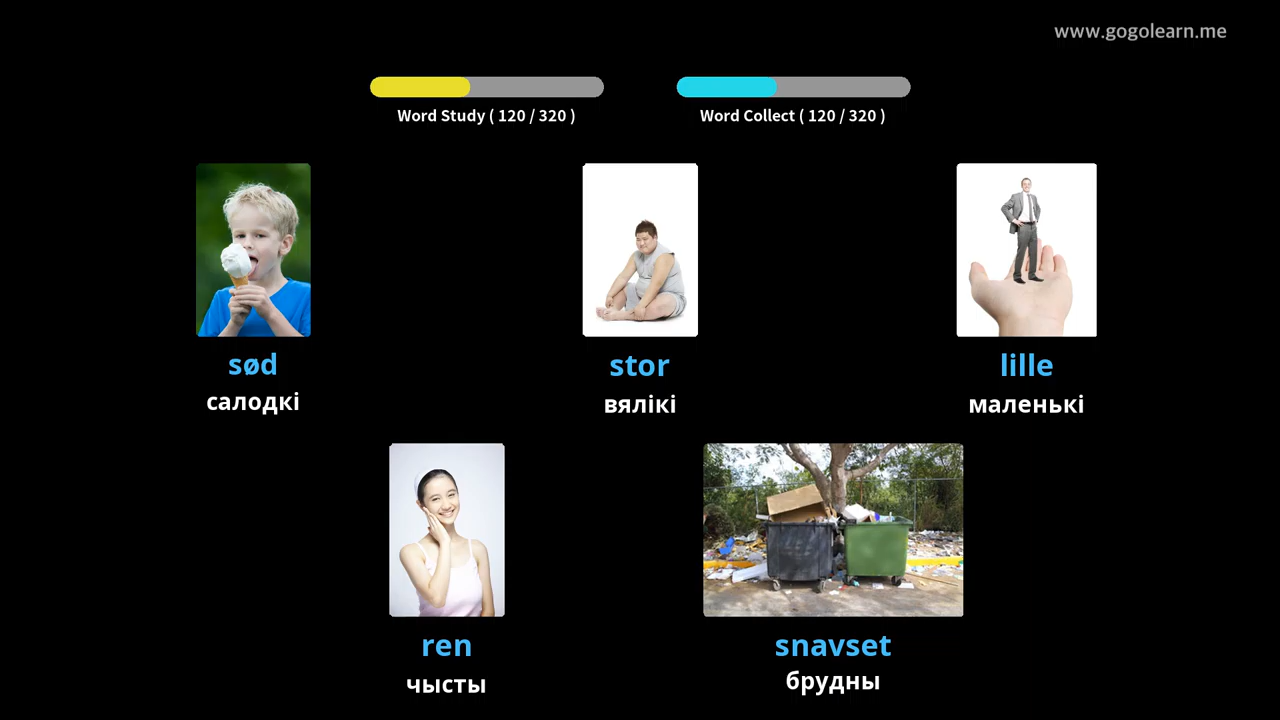 www.gogolearn.me
Word Study ( 120 / 320 )
Word Collect ( 120 / 320 )
sød
stor
lille
салодкі
вялікі
маленькі
ren
snavset
чысты
брудны